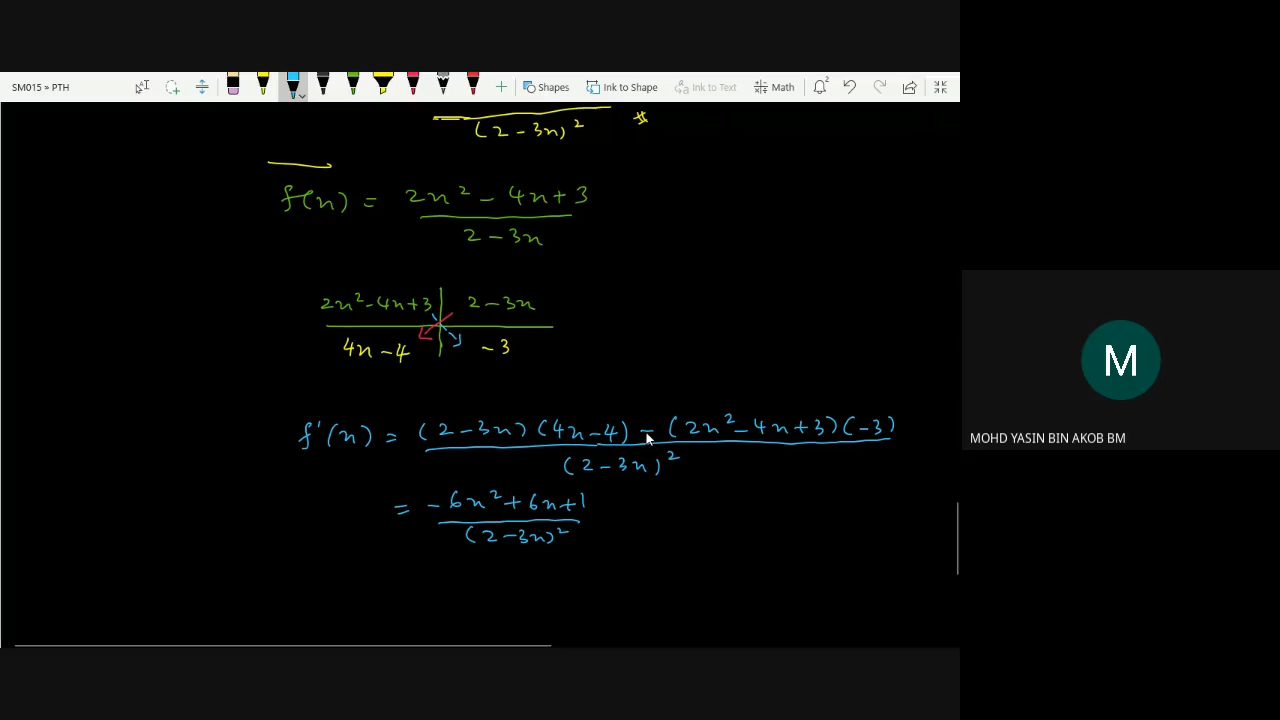 SM015 » PTH
Shapes
Ink to Shape
Ink to Text
Math
2
(2 - 3x)² *
f(x) = 2x² - 4x + 3
2 - 3x
2x² - 4x + 3 | 2 - 3x
4x - 4 | - 3
f'(x) = (2 - 3x)(4x - 4) - (2x² - 4x + 3)(-3)
(2 - 3x)²
= - 6x² + 6x + 1
(2 - 3x)²
M
MOHD YASIN BIN AKOB BM